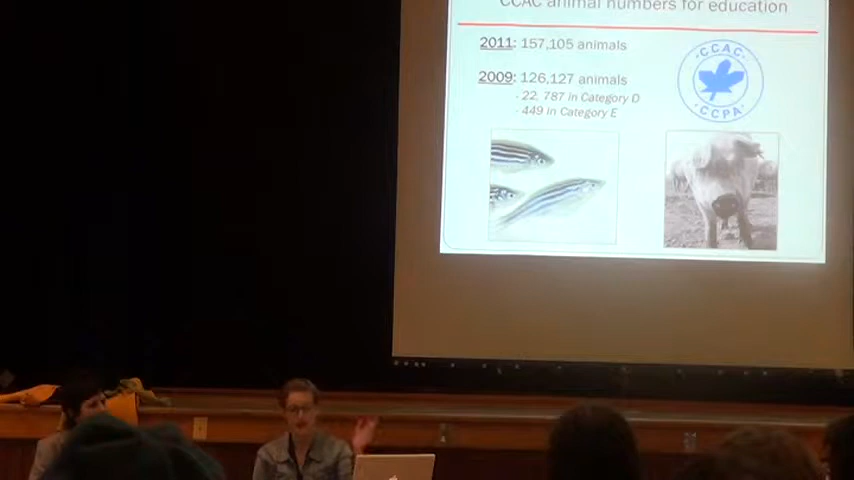 CCAC animal numbers for education
2011: 157,105 animals
2009: 126,127 animals
- 22, 787 in Category D
- 449 in Category E
· CCAC ·
· CCPA ·